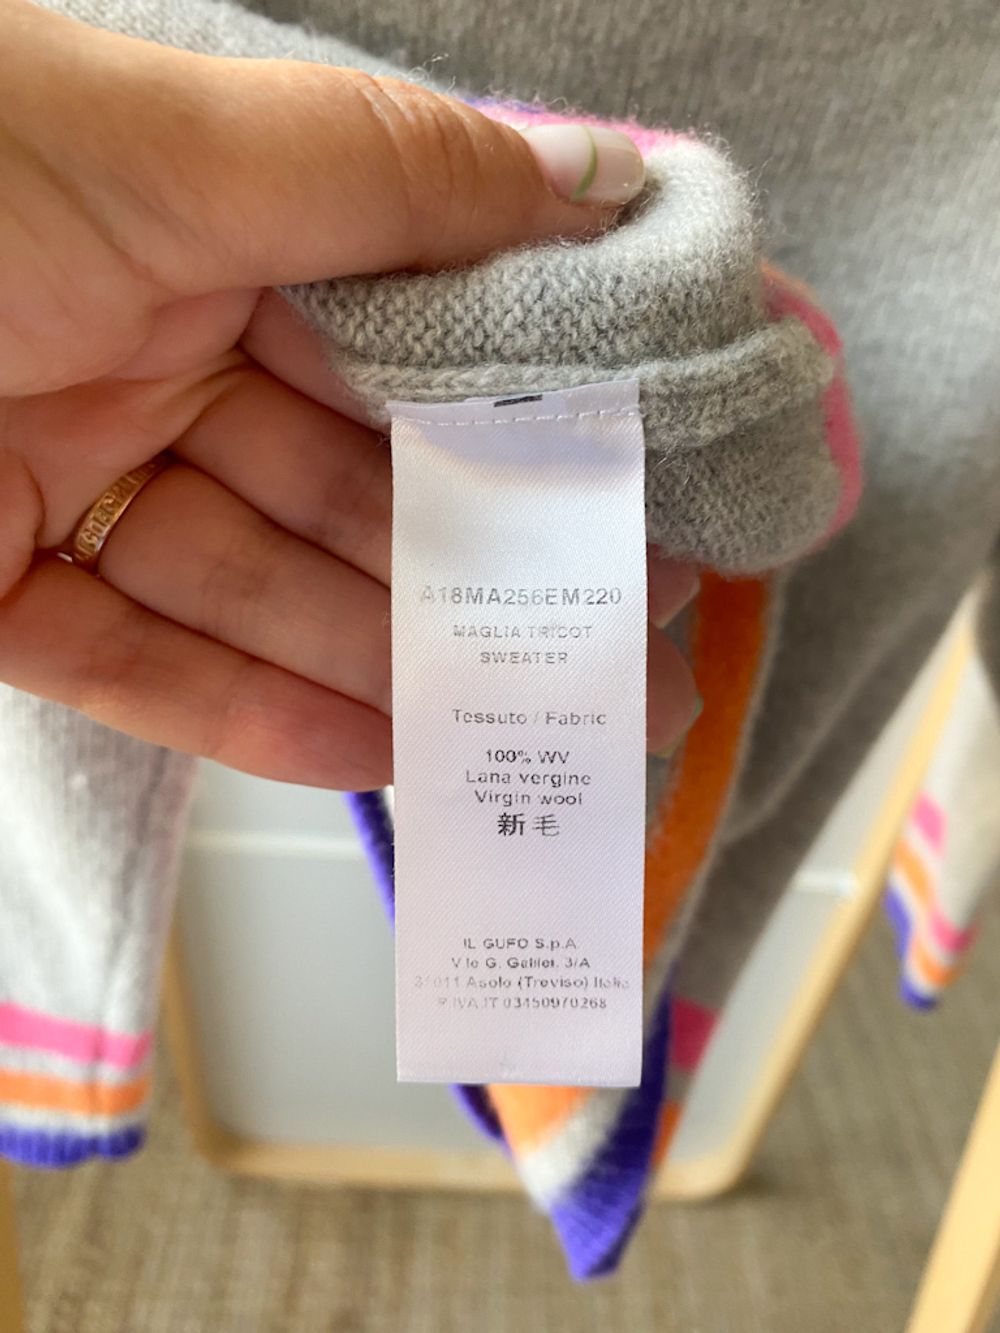 A18MA256EM220
MAGLIA TRICOT
SWEATER
Tessuto / Fabric
100% WV
Lana vergine
Virgin wool
新毛
IL GUFO S.p.A.
V.le G. Galilei, 3/A
31011 Asolo (Treviso) Italia
P.IVA IT 03450970268